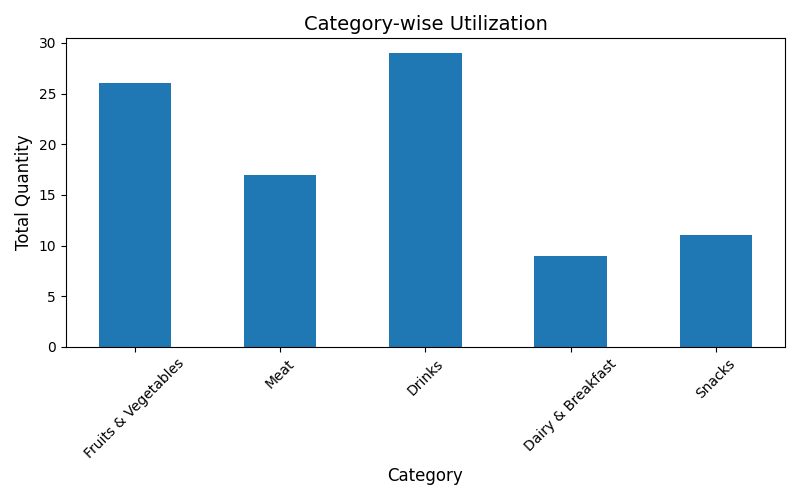 Category-wise Utilization
Total Quantity
30
25
20
15
10
5
0
Fruits & Vegetables
Meat
Drinks
Dairy & Breakfast
Snacks
Category